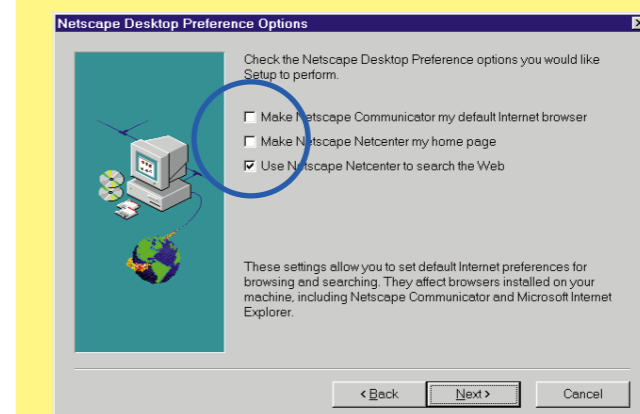 Netscape Desktop Preference Options
Check the Netscape Desktop Preference options you would like
Setup to perform.
Make Netscape Communicator my default Internet browser
Make Netscape Netcenter my home page
Use Netscape Netcenter to search the Web
These settings allow you to set default Internet preferences for
browsing and searching. They affect browsers installed on your
machine, including Netscape Communicator and Microsoft Internet
Explorer.
< Back Next > Cancel